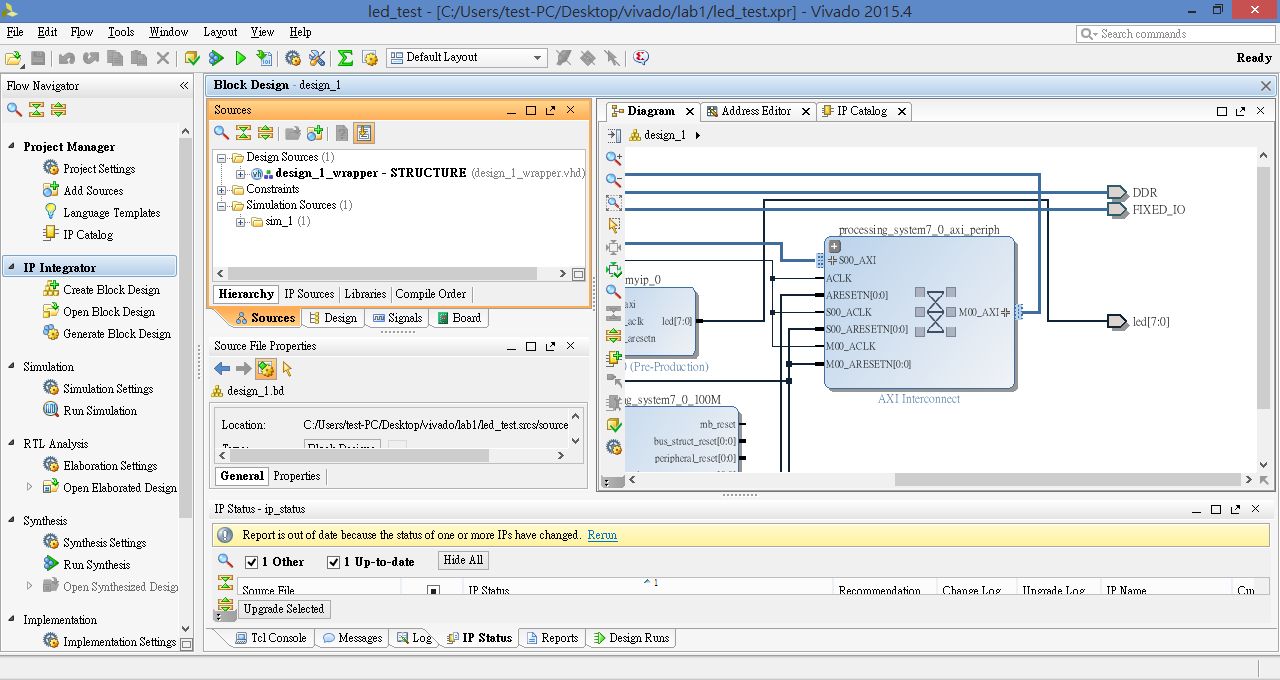 led_test - [C:/Users/test-PC/Desktop/vivado/lab1/led_test.xpr] - Vivado 2015.4
File Edit Flow Tools Window Layout View Help
Search commands
Default Layout
Ready
Flow Navigator
Project Manager
Project Settings
Add Sources
Language Templates
IP Catalog
IP Integrator
Create Block Design
Open Block Design
Generate Block Design
Simulation
Simulation Settings
Run Simulation
RTL Analysis
Elaboration Settings
Open Elaborated Design
Synthesis
Synthesis Settings
Run Synthesis
Open Synthesized Design
Implementation
Implementation Settings
Block Design - design_1
Sources
Design Sources (1)
design_1_wrapper - STRUCTURE (design_1_wrapper.vhd)
Constraints
Simulation Sources (1)
sim_1 (1)
Hierarchy IP Sources Libraries Compile Order
Sources Design Signals Board
Source File Properties
design_1.bd
Location: C:/Users/test-PC/Desktop/vivado/lab1/led_test.srcs/source
General Properties
Diagram Address Editor IP Catalog
design_1
DDR
FIXED_IO
processing_system7_0_axi_periph
S00_AXI
ACLK
ARESETN[0:0]
S00_ACLK
S00_ARESETN[0:0]
M00_ACLK
M00_ARESETN[0:0]
M00_AXI
AXI Interconnect
led[7:0]
myip_0
axi
_aclk led[7:0]
_aresetn
0 (Pre-Production)
ng_system7_0_100M
mb_reset
bus_struct_reset[0:0]
peripheral_reset[0:0]
IP Status - ip_status
Report is out of date because the status of one or more IPs have changed. Rerun
1 Other 1 Up-to-date Hide All
Source File IP Status 1 Recommendation Change Log Upgrade Log IP Name Cu
Upgrade Selected
Tcl Console Messages Log IP Status Reports Design Runs